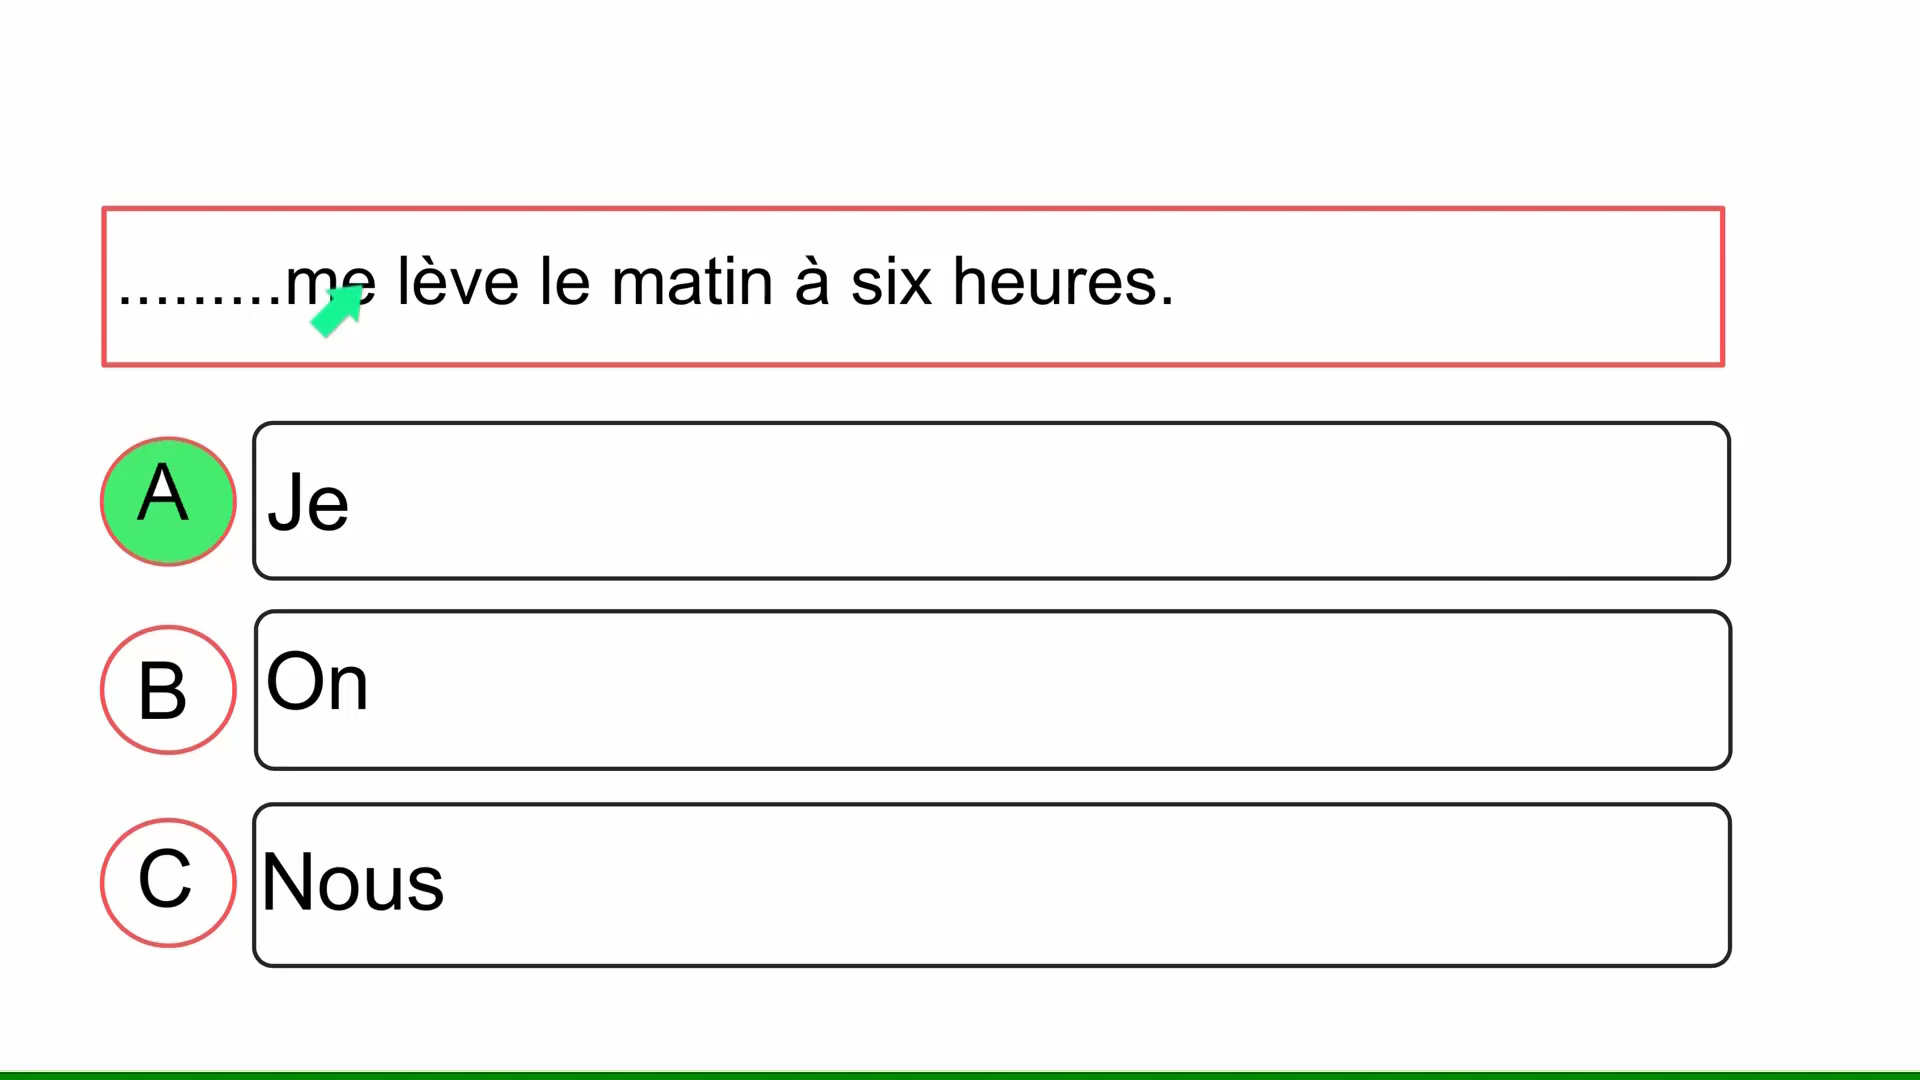 .........me lève le matin à six heures.
A
Je
B
On
C
Nous